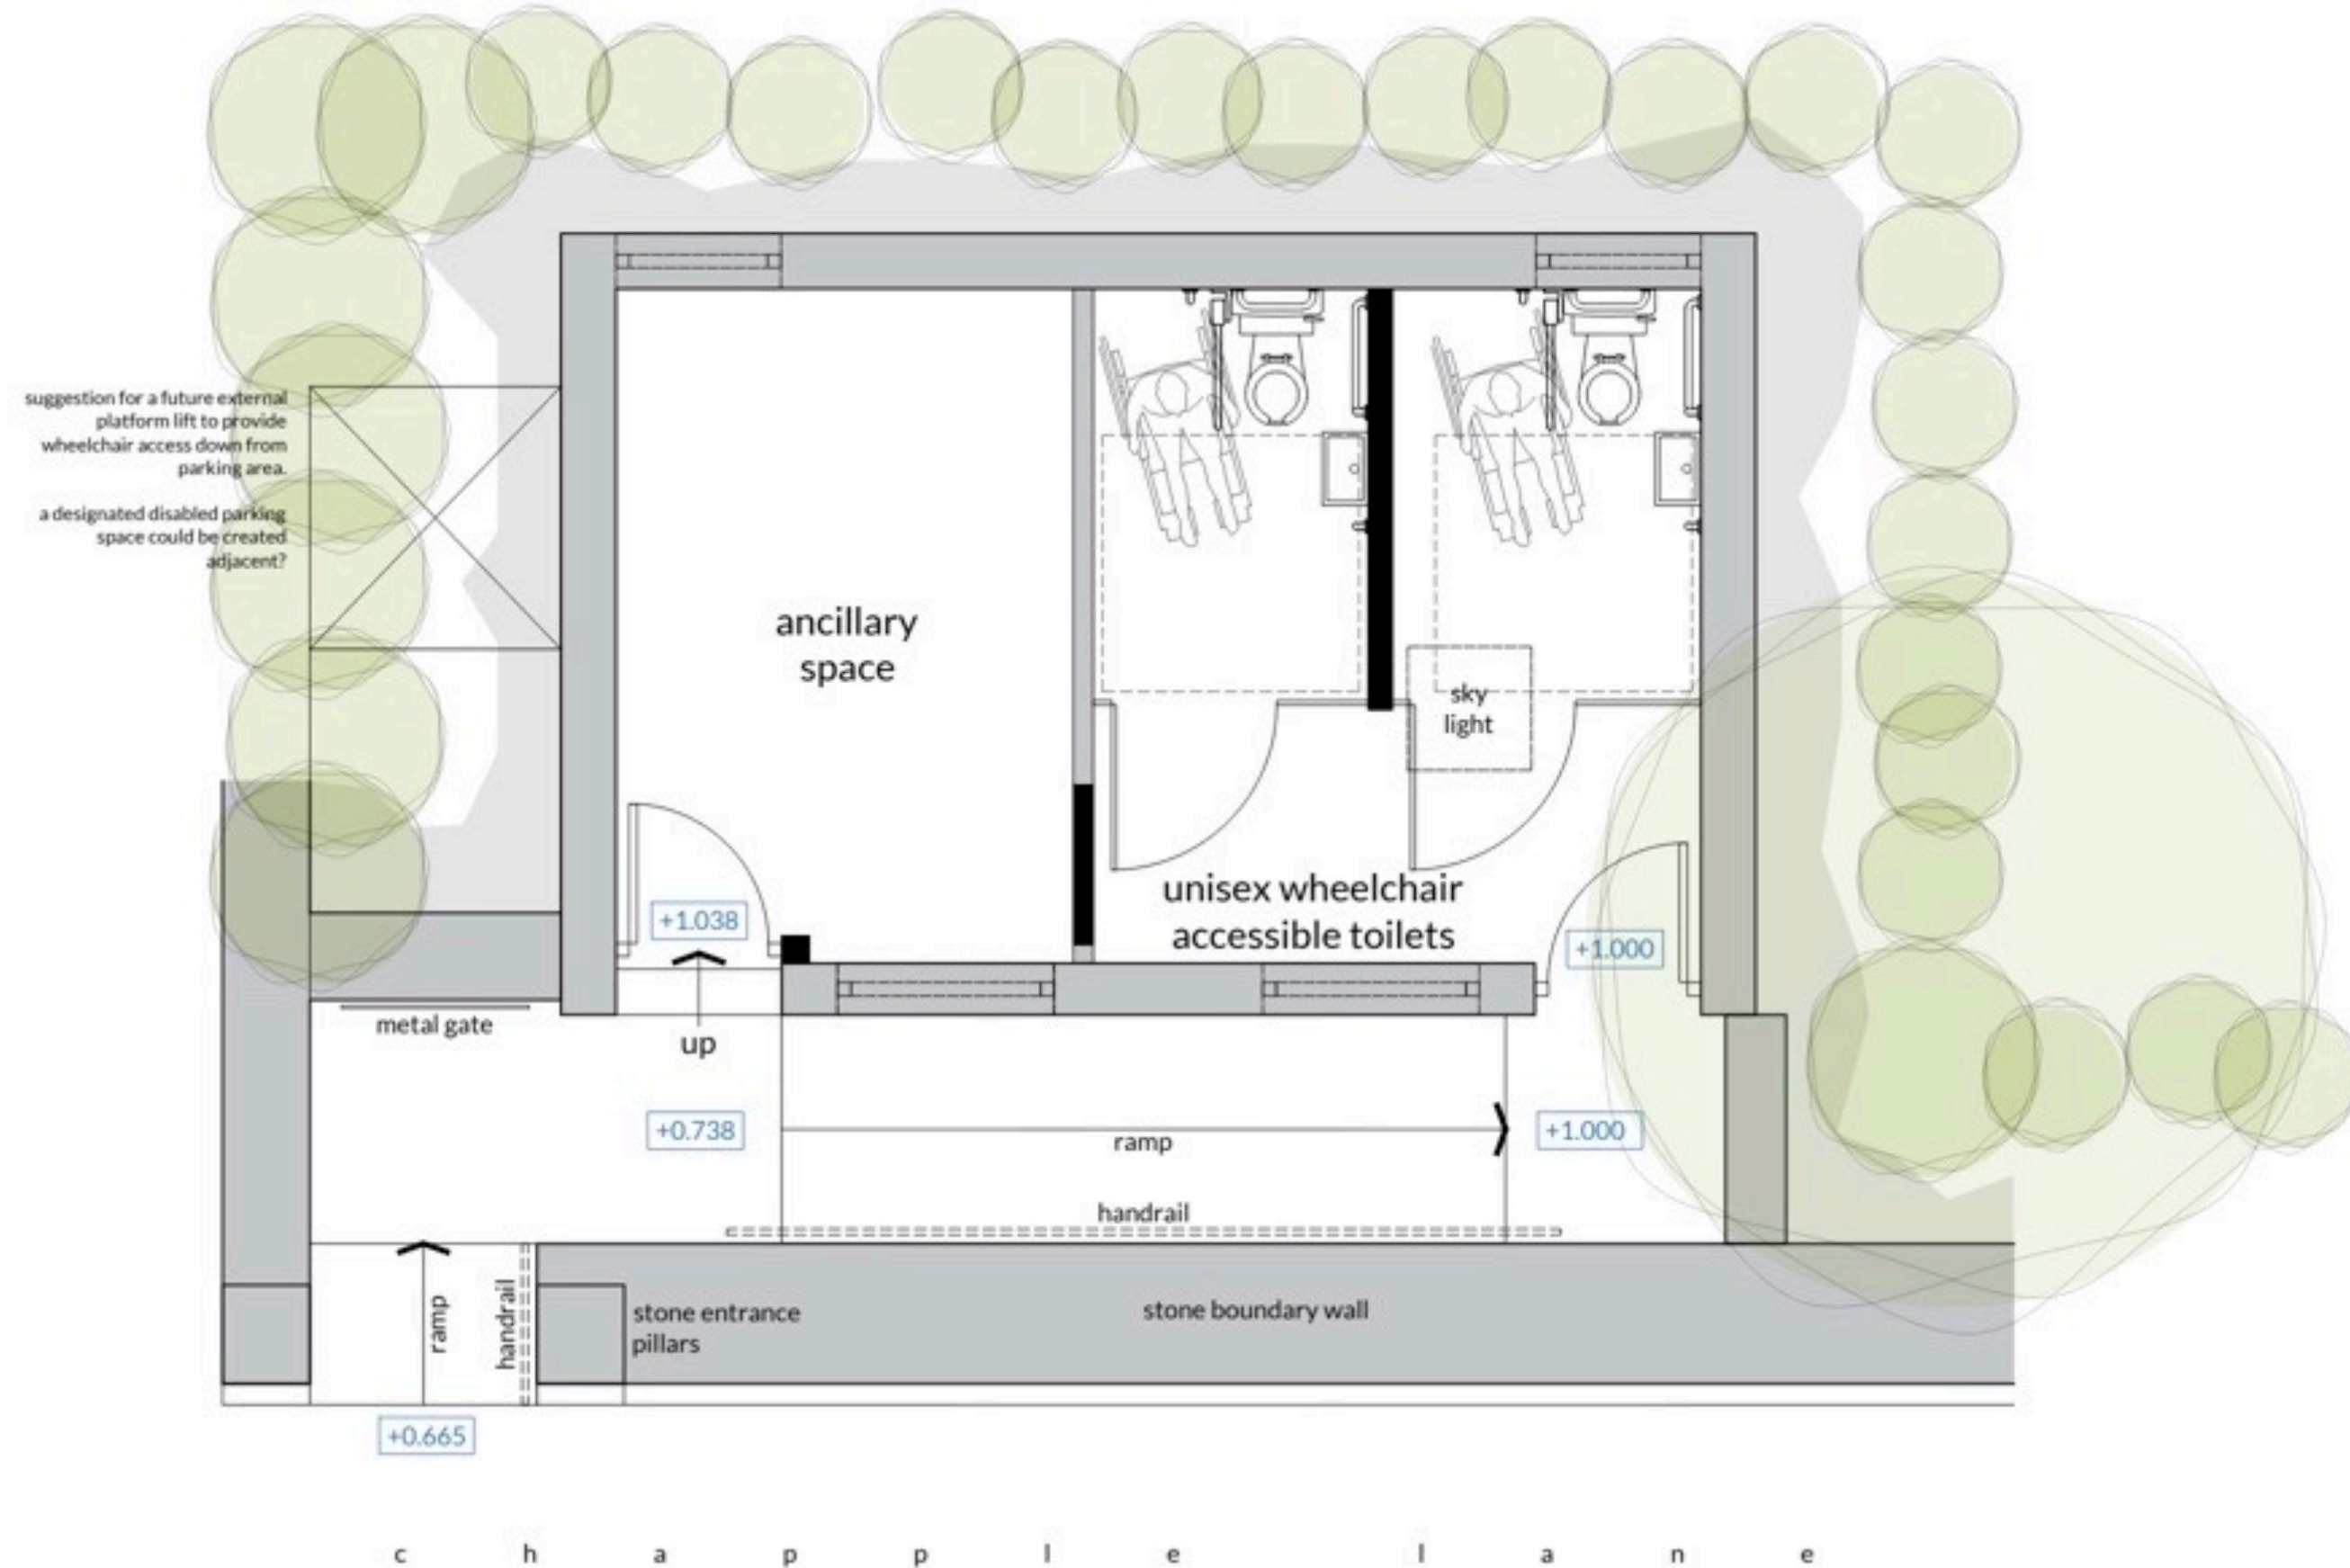 suggestion for a future external
platform lift to provide
wheelchair access down from
parking area.
a designated disabled parking
space could be created
adjacent?
ancillary
space
sky
light
unisex wheelchair
accessible toilets
+1.038
+1.000
metal gate
up
+0.738
ramp
+1.000
handrail
ramp
handrail
stone entrance
pillars
stone boundary wall
+0.665
c h a p p l e l a n e